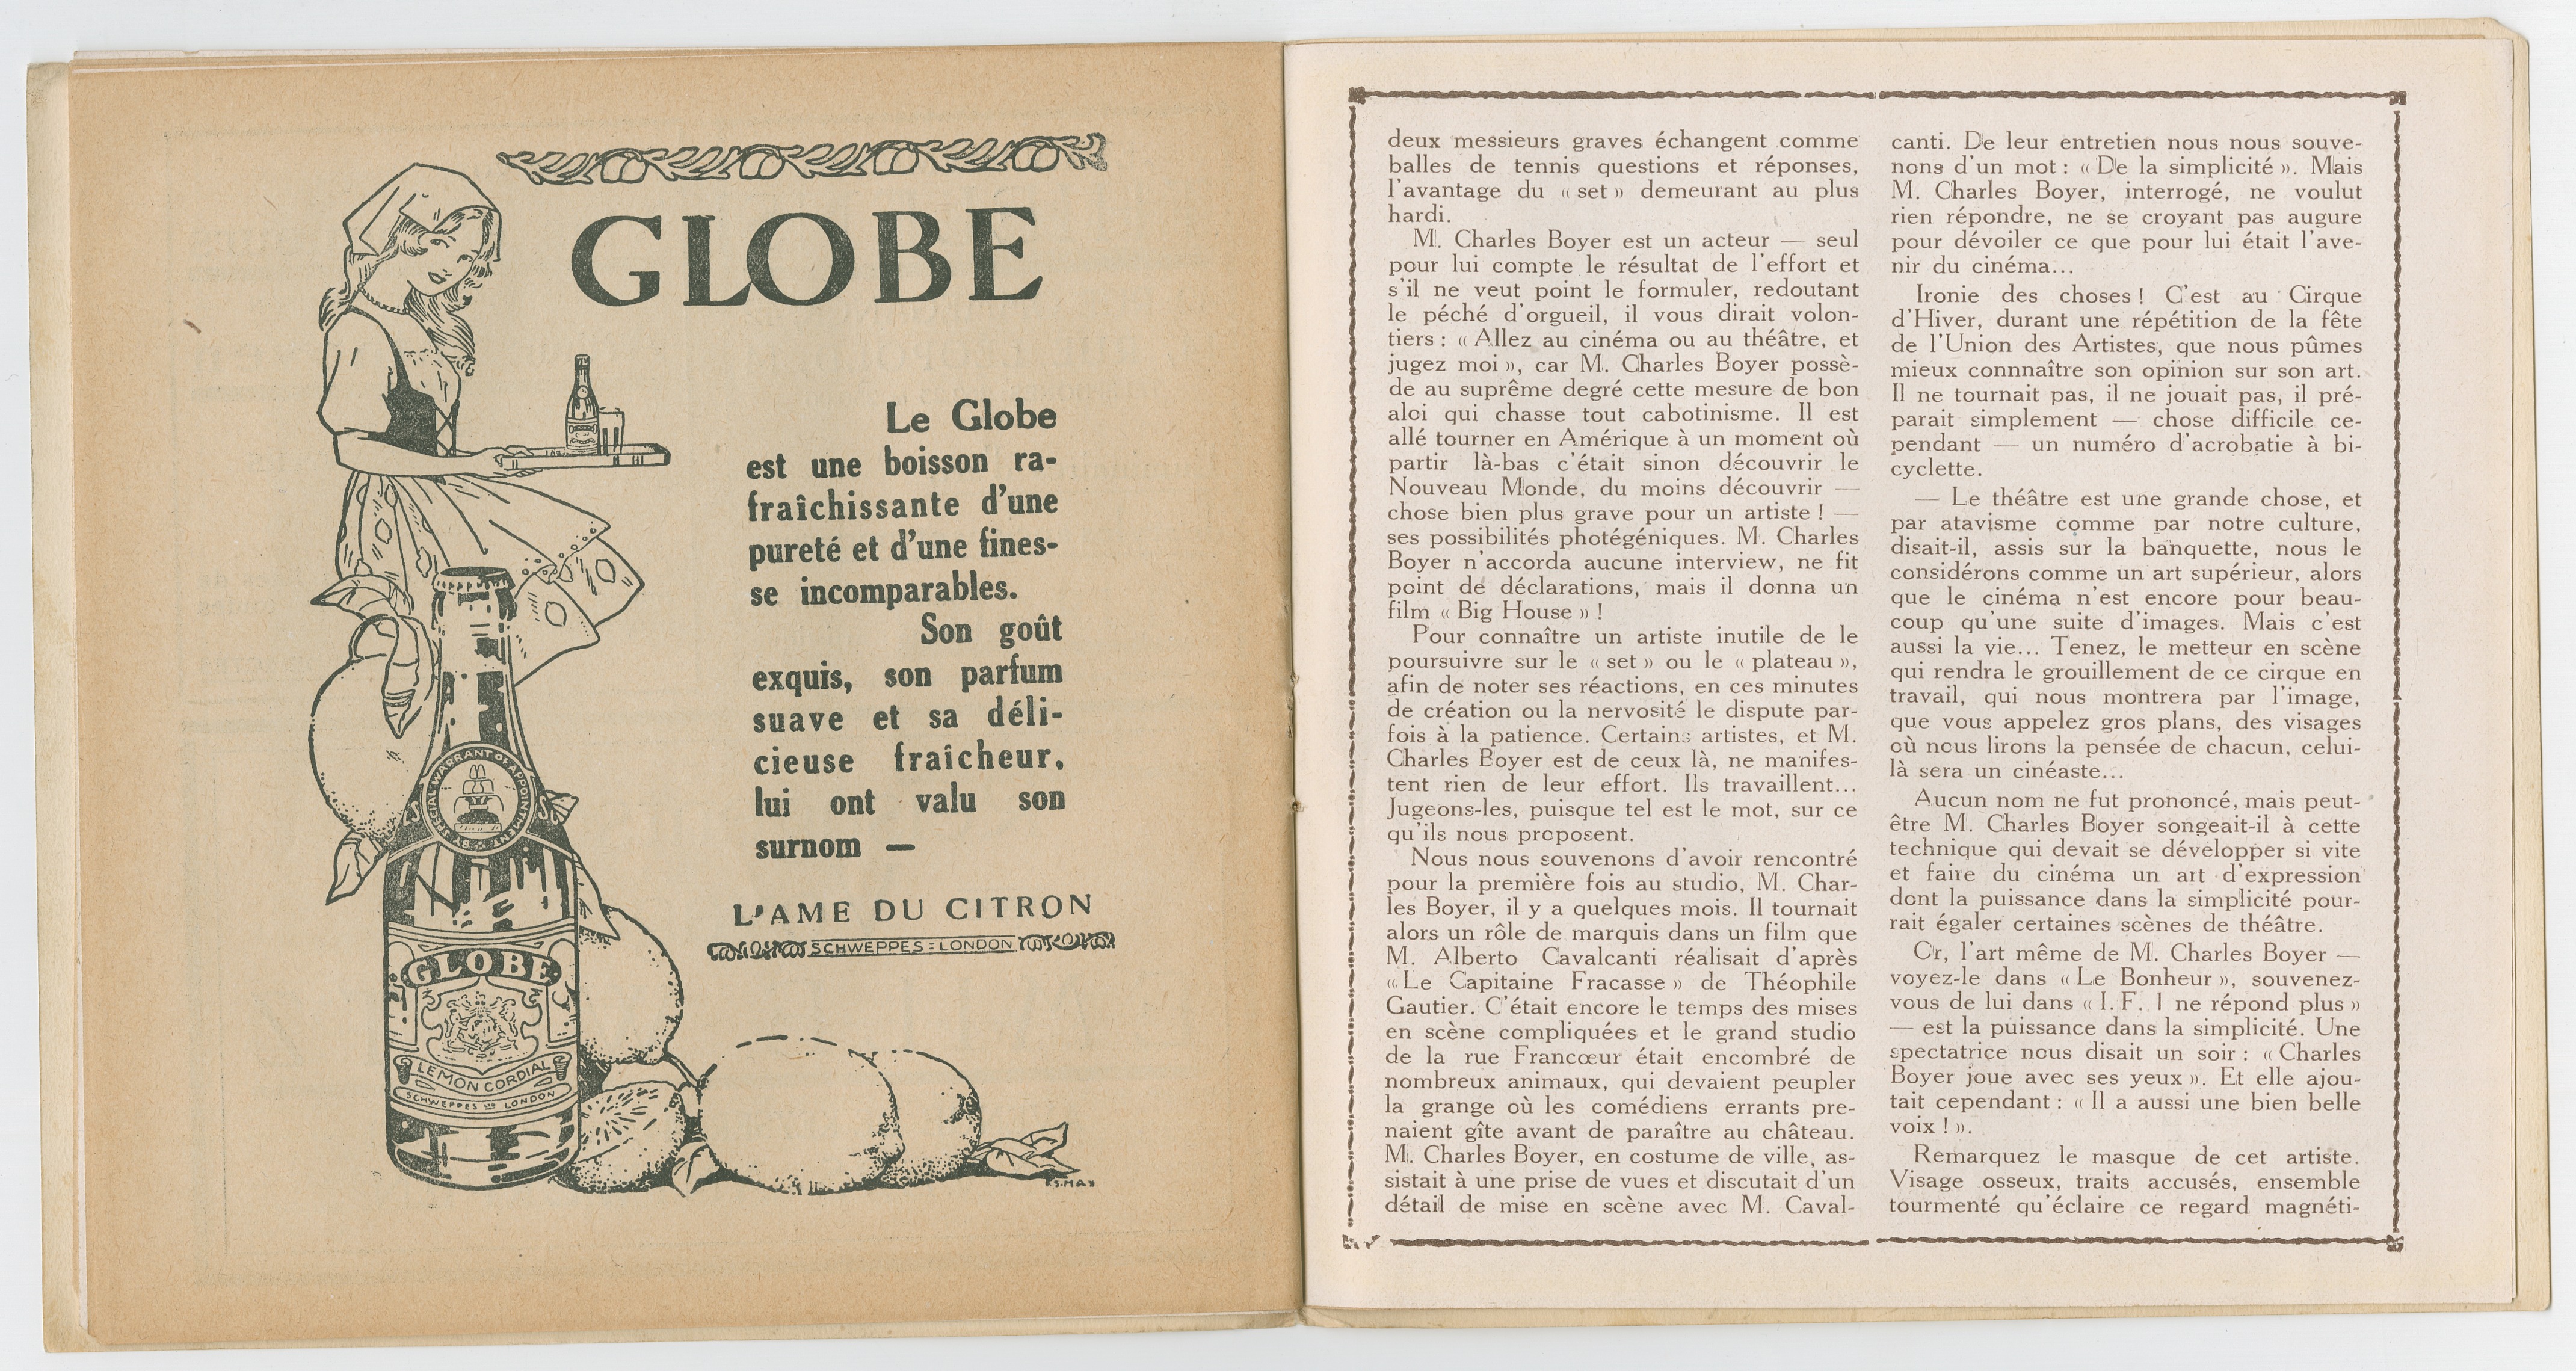 GLOBE
Le Globe
est une boisson ra-
fraîchissante d'une
pureté et d'une fines-
se incomparables.
Son goût
exquis, son parfum
suave et sa déli-
cieuse fraîcheur,
lui ont valu son
surnom —
L'AME DU CITRON
SCHWEPPES = LONDON
BY SPECIAL WARRANT OF APPOINTMENT
GLOBE
LEMON CORDIAL
SCHWEPPES LTD LONDON
deux messieurs graves échangent comme
balles de tennis questions et réponses,
l'avantage du « set » demeurant au plus
hardi.
M. Charles Boyer est un acteur — seul
pour lui compte le résultat de l'effort et
s'il ne veut point le formuler, redoutant
le péché d'orgueil, il vous dirait volon-
tiers : « Allez au cinéma ou au théâtre, et
jugez moi », car M. Charles Boyer possè-
de au suprême degré cette mesure de bon
aloi qui chasse tout cabotinisme. Il est
allé tourner en Amérique à un moment où
partir là-bas c'était sinon découvrir le
Nouveau Monde, du moins découvrir —
chose bien plus grave pour un artiste ! —
ses possibilités photégéniques. M. Charles
Boyer n'accorda aucune interview, ne fit
point de déclarations, mais il donna un
film « Big House » !
Pour connaître un artiste inutile de le
poursuivre sur le « set » ou le « plateau »,
afin de noter ses réactions, en ces minutes
de création ou la nervosité le dispute par-
fois à la patience. Certains artistes, et M.
Charles Boyer est de ceux là, ne manifes-
tent rien de leur effort. Ils travaillent...
Jugeons-les, puisque tel est le mot, sur ce
qu'ils nous proposent.
Nous nous souvenons d'avoir rencontré
pour la première fois au studio, M. Char-
les Boyer, il y a quelques mois. Il tournait
alors un rôle de marquis dans un film que
M. Alberto Cavalcanti réalisait d'après
« Le Capitaine Fracasse » de Théophile
Gautier. C'était encore le temps des mises
en scène compliquées et le grand studio
de la rue Francœur était encombré de
nombreux animaux, qui devaient peupler
la grange où les comédiens errants pre-
naient gîte avant de paraître au château.
M. Charles Boyer, en costume de ville, as-
sistait à une prise de vues et discutait d'un
détail de mise en scène avec M. Caval-
canti. De leur entretien nous nous souve-
nons d'un mot : « De la simplicité ». Mais
M. Charles Boyer, interrogé, ne voulut
rien répondre, ne se croyant pas augure
pour dévoiler ce que pour lui était l'ave-
nir du cinéma...
Ironie des choses ! C'est au Cirque
d'Hiver, durant une répétition de la fête
de l'Union des Artistes, que nous pûmes
mieux connnaître son opinion sur son art.
Il ne tournait pas, il ne jouait pas, il pré-
parait simplement — chose difficile ce-
pendant — un numéro d'acrobatie à bi-
cyclette.
— Le théâtre est une grande chose, et
par atavisme comme par notre culture,
disait-il, assis sur la banquette, nous le
considérons comme un art supérieur, alors
que le cinéma n'est encore pour beau-
coup qu'une suite d'images. Mais c'est
aussi la vie... Tenez, le metteur en scène
qui rendra le grouillement de ce cirque en
travail, qui nous montrera par l'image,
que vous appelez gros plans, des visages
où nous lirons la pensée de chacun, celui-
là sera un cinéaste...
Aucun nom ne fut prononcé, mais peut-
être M. Charles Boyer songeait-il à cette
technique qui devait se développer si vite
et faire du cinéma un art d'expression
dont la puissance dans la simplicité pour-
rait égaler certaines scènes de théâtre.
Or, l'art même de M. Charles Boyer —
voyez-le dans « Le Bonheur », souvenez-
vous de lui dans « I. F. I ne répond plus »
— est la puissance dans la simplicité. Une
spectatrice nous disait un soir : « Charles
Boyer joue avec ses yeux ». Et elle ajou-
tait cependant : « Il a aussi une bien belle
voix ! ».
Remarquez le masque de cet artiste.
Visage osseux, traits accusés, ensemble
tourmenté qu'éclaire ce regard magnéti-